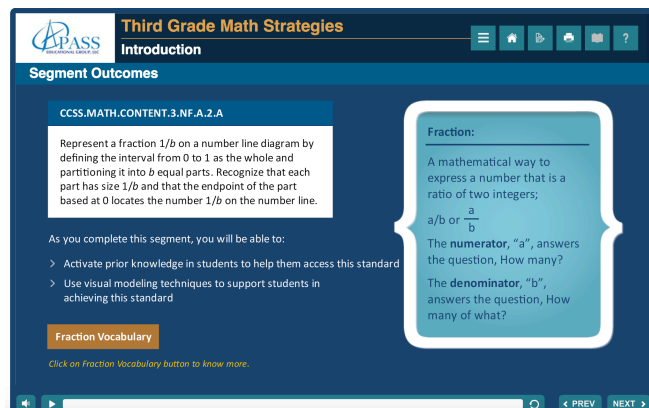 APASS
EDUCATIONAL GROUP, LLC
Third Grade Math Strategies
Introduction
?
Segment Outcomes
CCSS.MATH.CONTENT.3.NF.A.2.A
Represent a fraction 1/b on a number line diagram by
defining the interval from 0 to 1 as the whole and
partitioning it into b equal parts. Recognize that each
part has size 1/b and that the endpoint of the part
based at 0 locates the number 1/b on the number line.
As you complete this segment, you will be able to:
> Activate prior knowledge in students to help them access this standard
> Use visual modeling techniques to support students in
achieving this standard
Fraction Vocabulary
Click on Fraction Vocabulary button to know more.
Fraction:
A mathematical way to
express a number that is a
ratio of two integers;
a/b or a/b
The numerator, “a”, answers
the question, How many?
The denominator, “b”,
answers the question, How
many of what?
< PREV
NEXT >